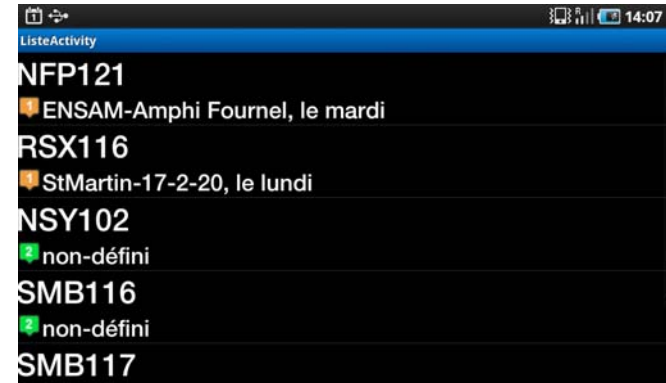 1 R 14:07
ListeActivity
NFP121
1 ENSAM-Amphi Fournel, le mardi
RSX116
1 StMartin-17-2-20, le lundi
NSY102
2 non-défini
SMB116
2 non-défini
SMB117